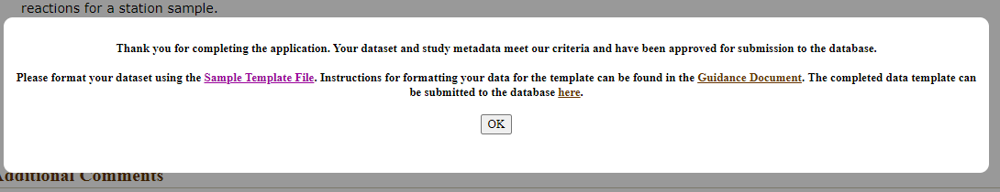 reactions for a station sample.
Thank you for completing the application. Your dataset and study metadata meet our criteria and have been approved for submission to the database.
Please format your dataset using the Sample Template File. Instructions for formatting your data for the template can be found in the Guidance Document. The completed data template can
be submitted to the database here.
OK
Additional Comments